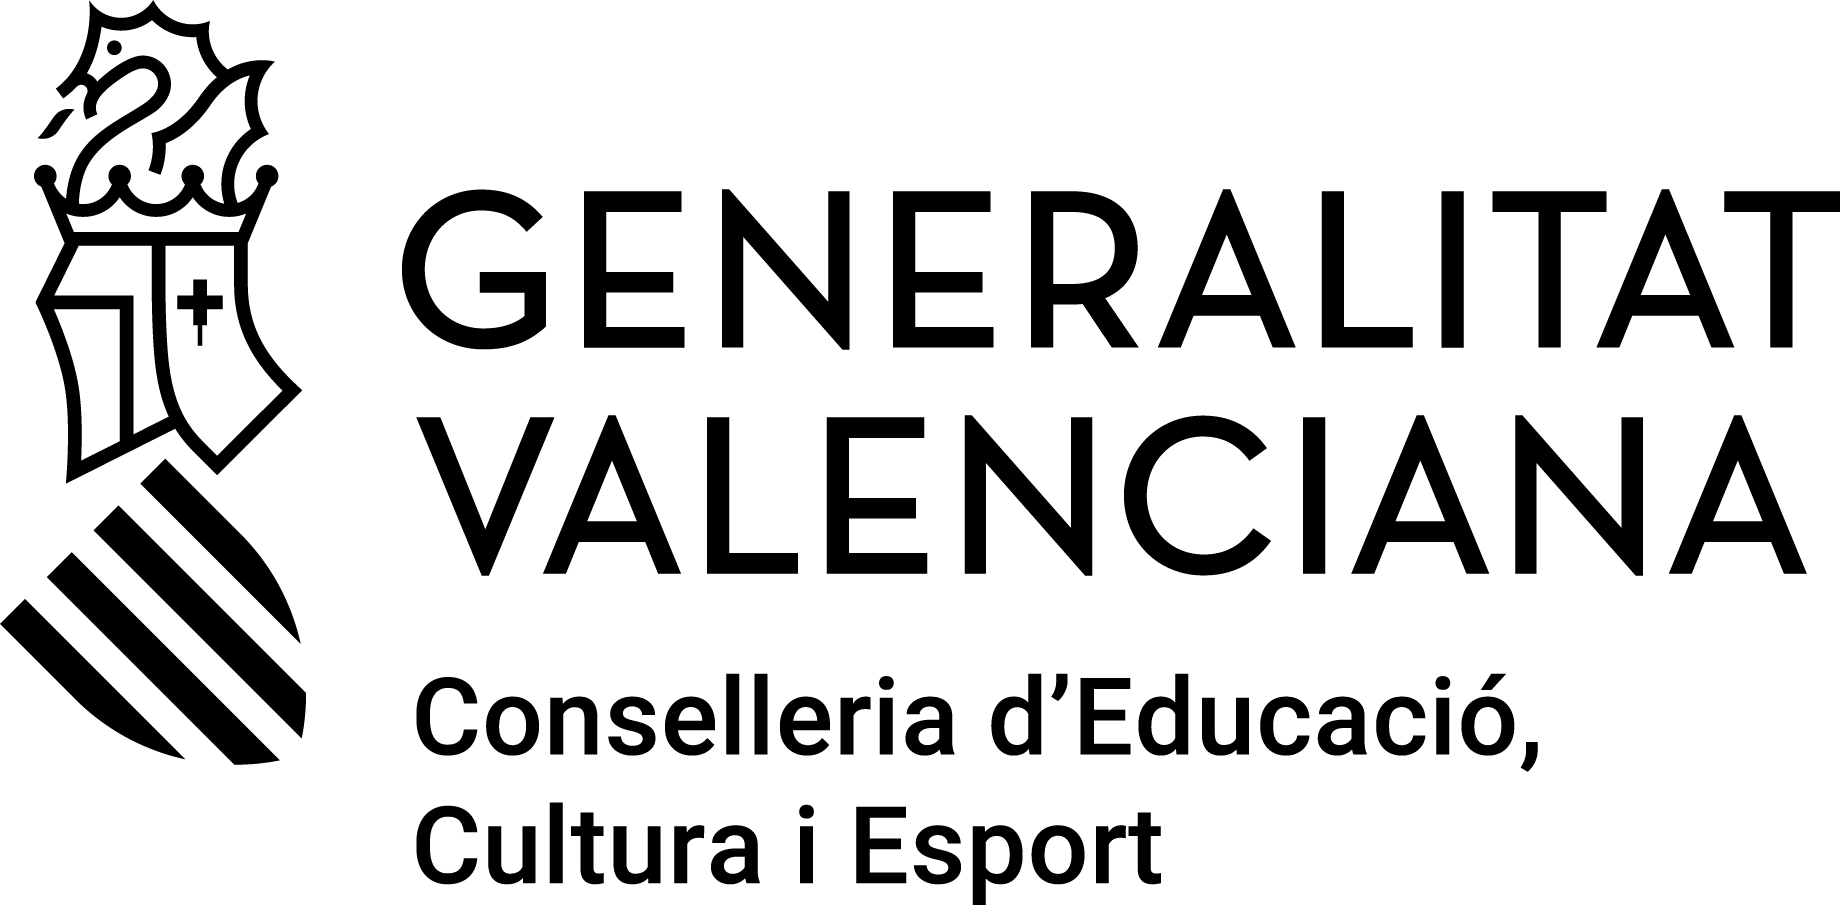 GENERALITAT
VALENCIANA
Conselleria d’Educació,
Cultura i Esport